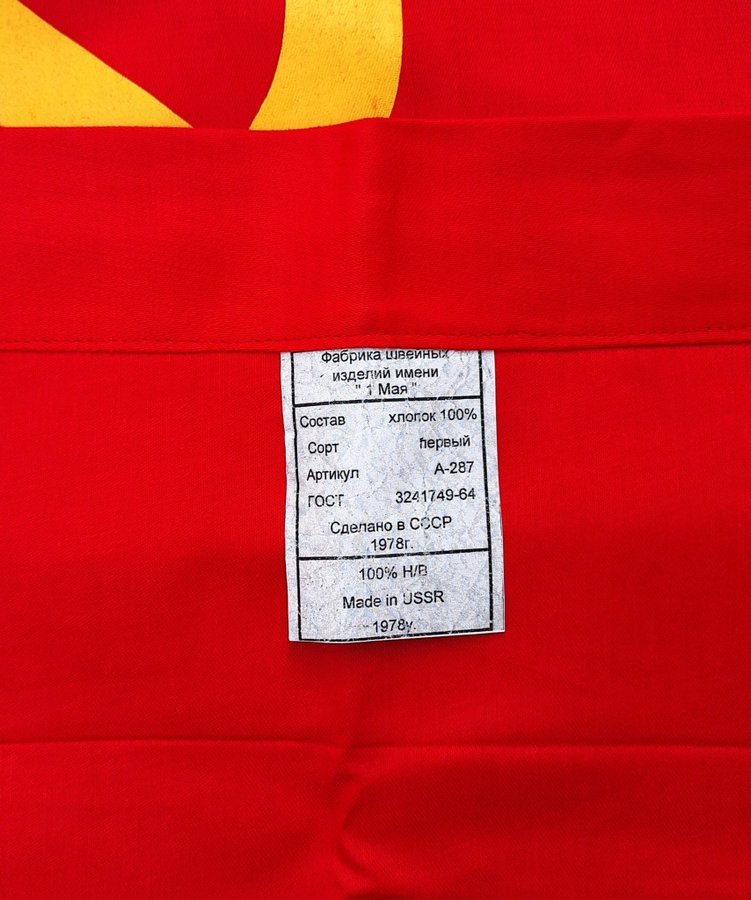 Фабрика швейных
изделий имени
" 1 Мая "
Состав хлопок 100%
Сорт первый
Артикул А-287
ГОСТ 3241749-64
Сделано в СССР
1978г.
100% Н/В
Made in USSR
1978y.